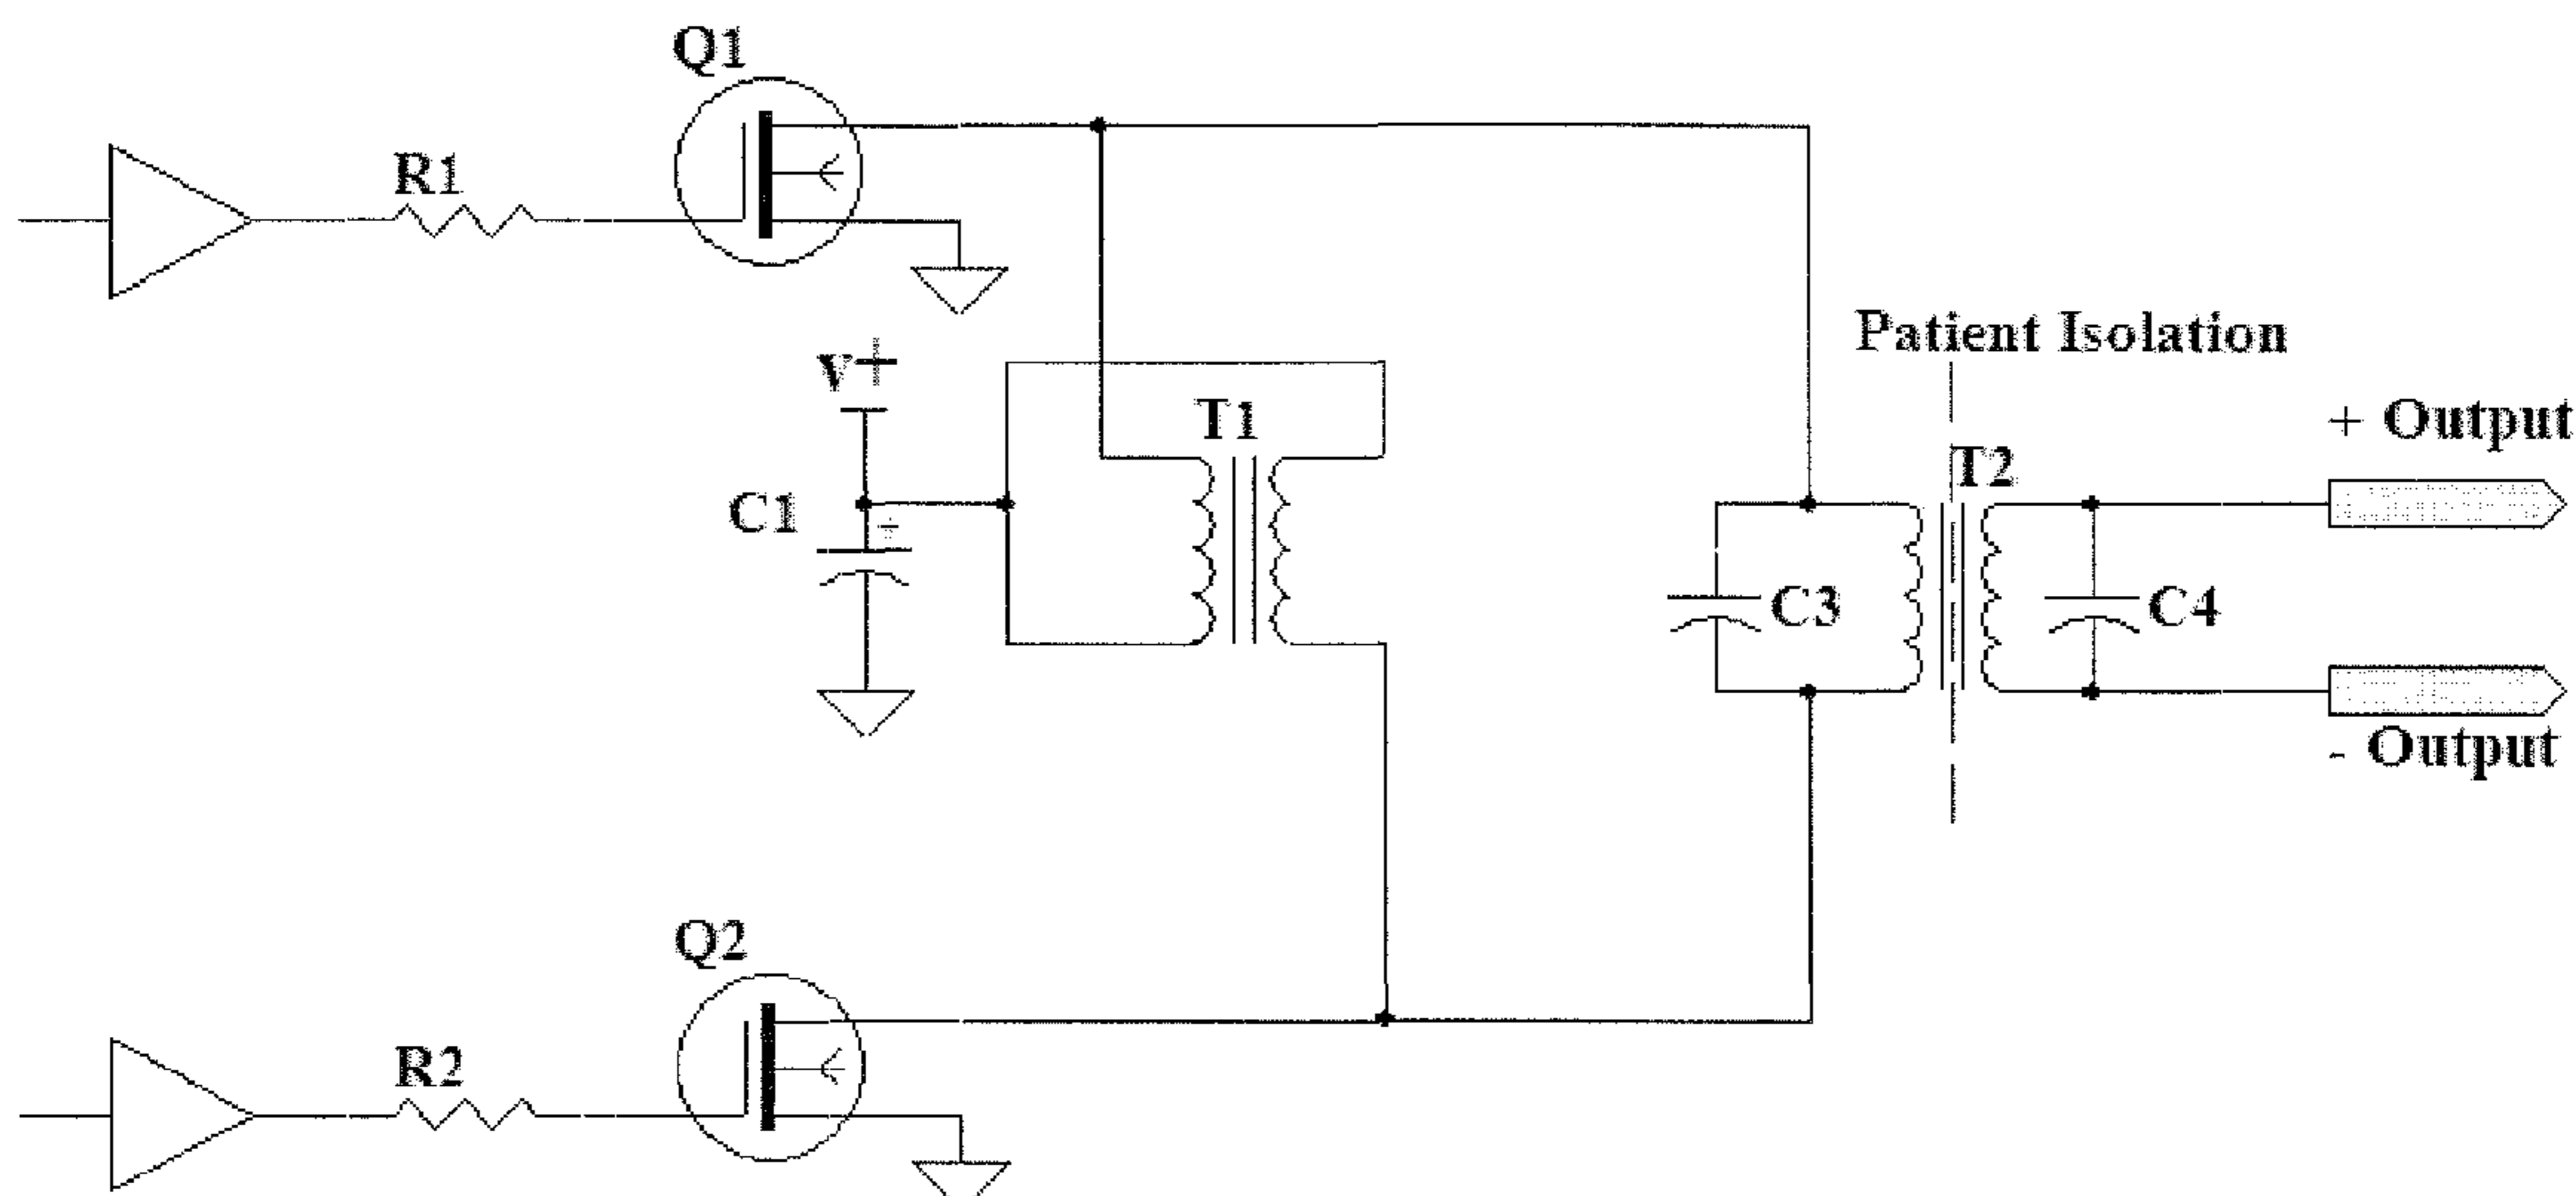 Q1
R1
V+
Patient Isolation
T1
+ Output
T2
C1
+
C3
C4
- Output
Q2
R2